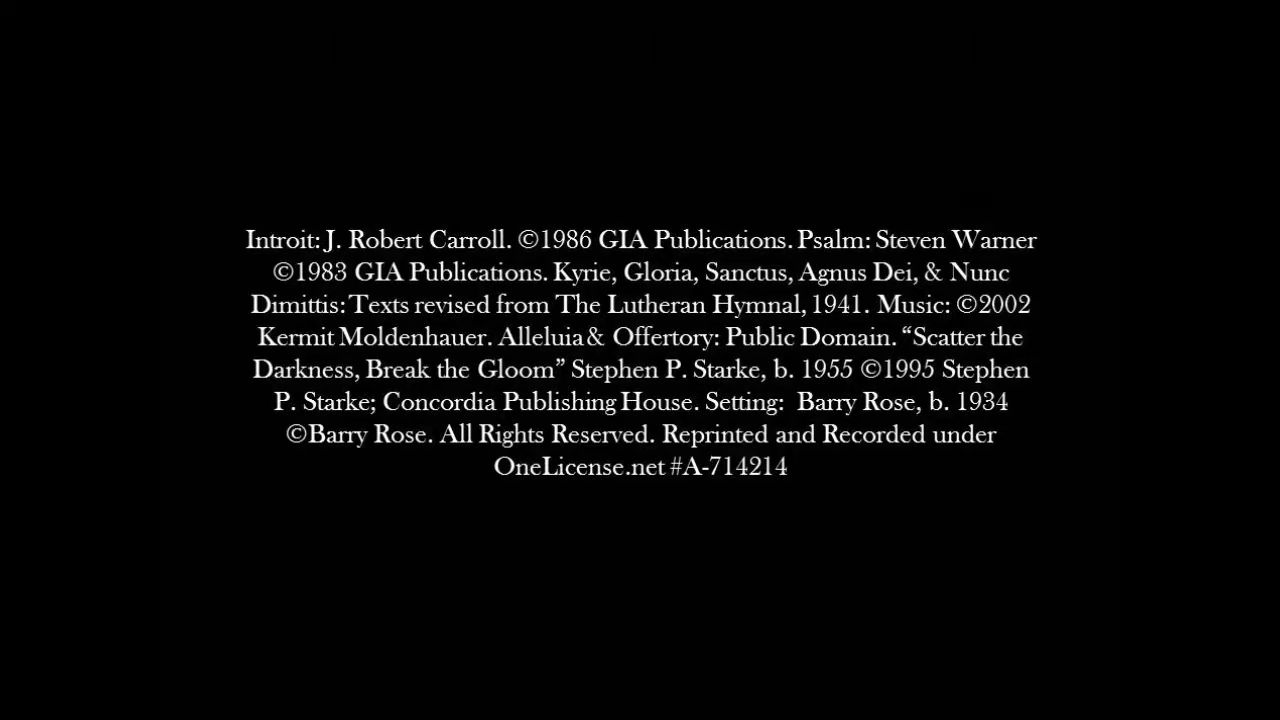 Introit: J. Robert Carroll. ©1986 GIA Publications. Psalm: Steven Warner
©1983 GIA Publications. Kyrie, Gloria, Sanctus, Agnus Dei, & Nunc
Dimittis: Texts revised from The Lutheran Hymnal, 1941. Music: ©2002
Kermit Moldenhauer. Alleluia & Offertory: Public Domain. “Scatter the
Darkness, Break the Gloom” Stephen P. Starke, b. 1955 ©1995 Stephen
P. Starke; Concordia Publishing House. Setting: Barry Rose, b. 1934
©Barry Rose. All Rights Reserved. Reprinted and Recorded under
OneLicense.net #A-714214